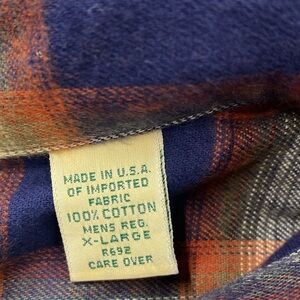 MADE IN U.S.A.
OF IMPORTED
FABRIC
100% COTTON
MENS REG.
X-LARGE
R692
CARE OVER